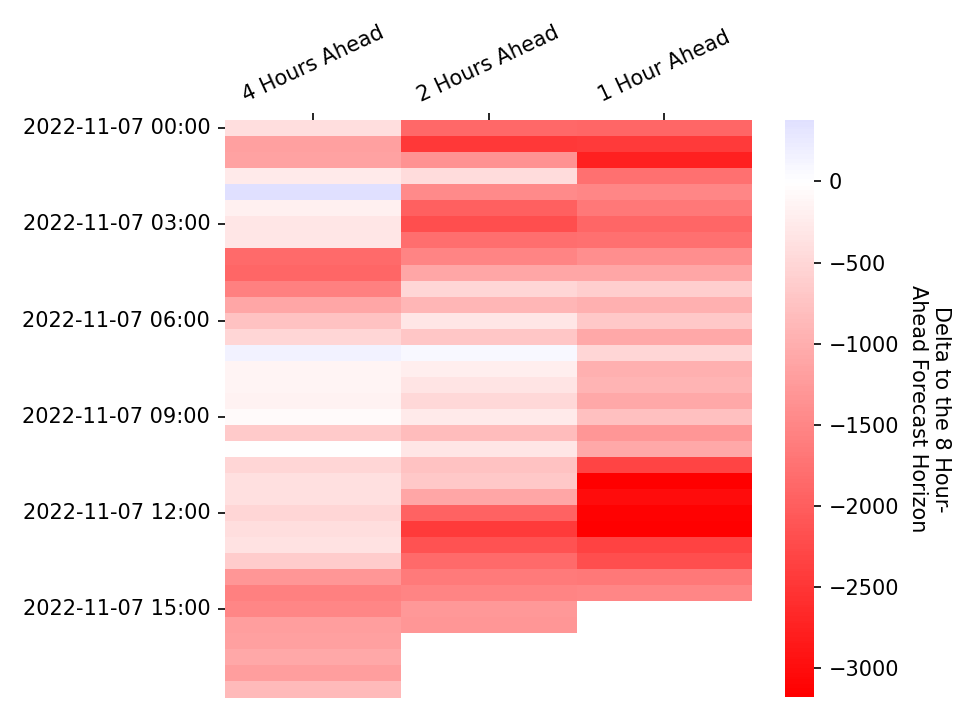 4 Hours Ahead
2 Hours Ahead
1 Hour Ahead
2022-11-07 00:00
2022-11-07 03:00
2022-11-07 06:00
2022-11-07 09:00
2022-11-07 12:00
2022-11-07 15:00
0
−500
−1000
−1500
−2000
−2500
−3000
Delta to the 8 Hour-
Ahead Forecast Horizon